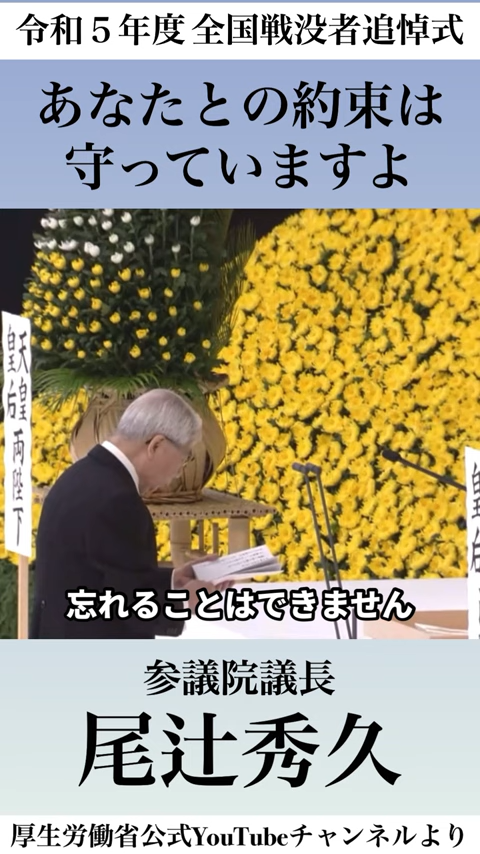 令和５年度 全国戦没者追悼式
あなたとの約束は
守っていますよ
天皇
皇后
両陛下
皇
忘れることはできません
参議院議長
尾辻秀久
厚生労働省公式YouTubeチャンネルより